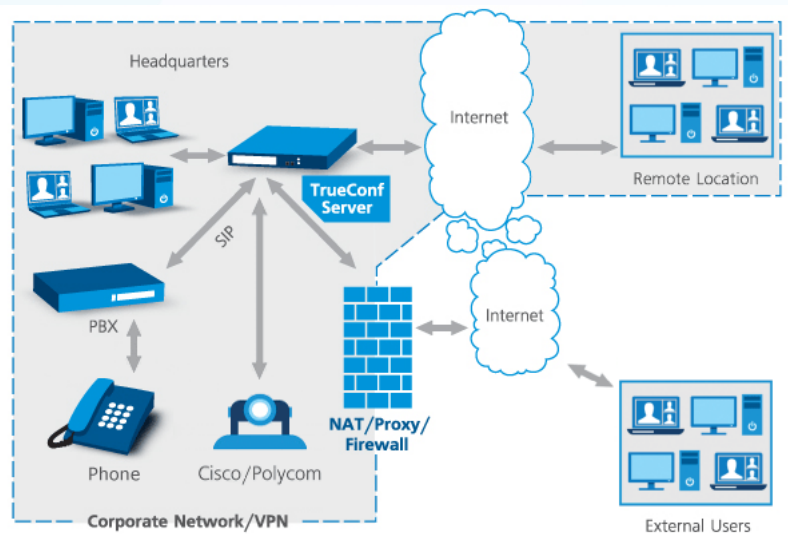 Headquarters
Internet
TrueConf
Server
Remote Location
SIP
PBX
Internet
NAT/Proxy/
Firewall
Phone
Cisco/Polycom
Corporate Network/VPN
External Users